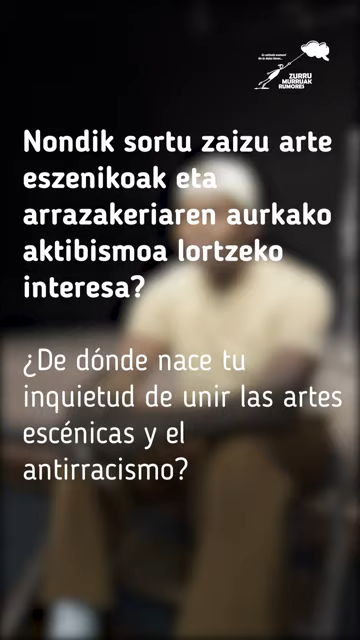 ZURRU
MURRUAK
RUMORES
Nondik sortu zaizu arte
eszenikoak eta
arrazakeriaren aurkako
aktibismoa lortzeko
interesa?
¿De dónde nace tu
inquietud de unir las artes
escénicas y el
antirracismo?